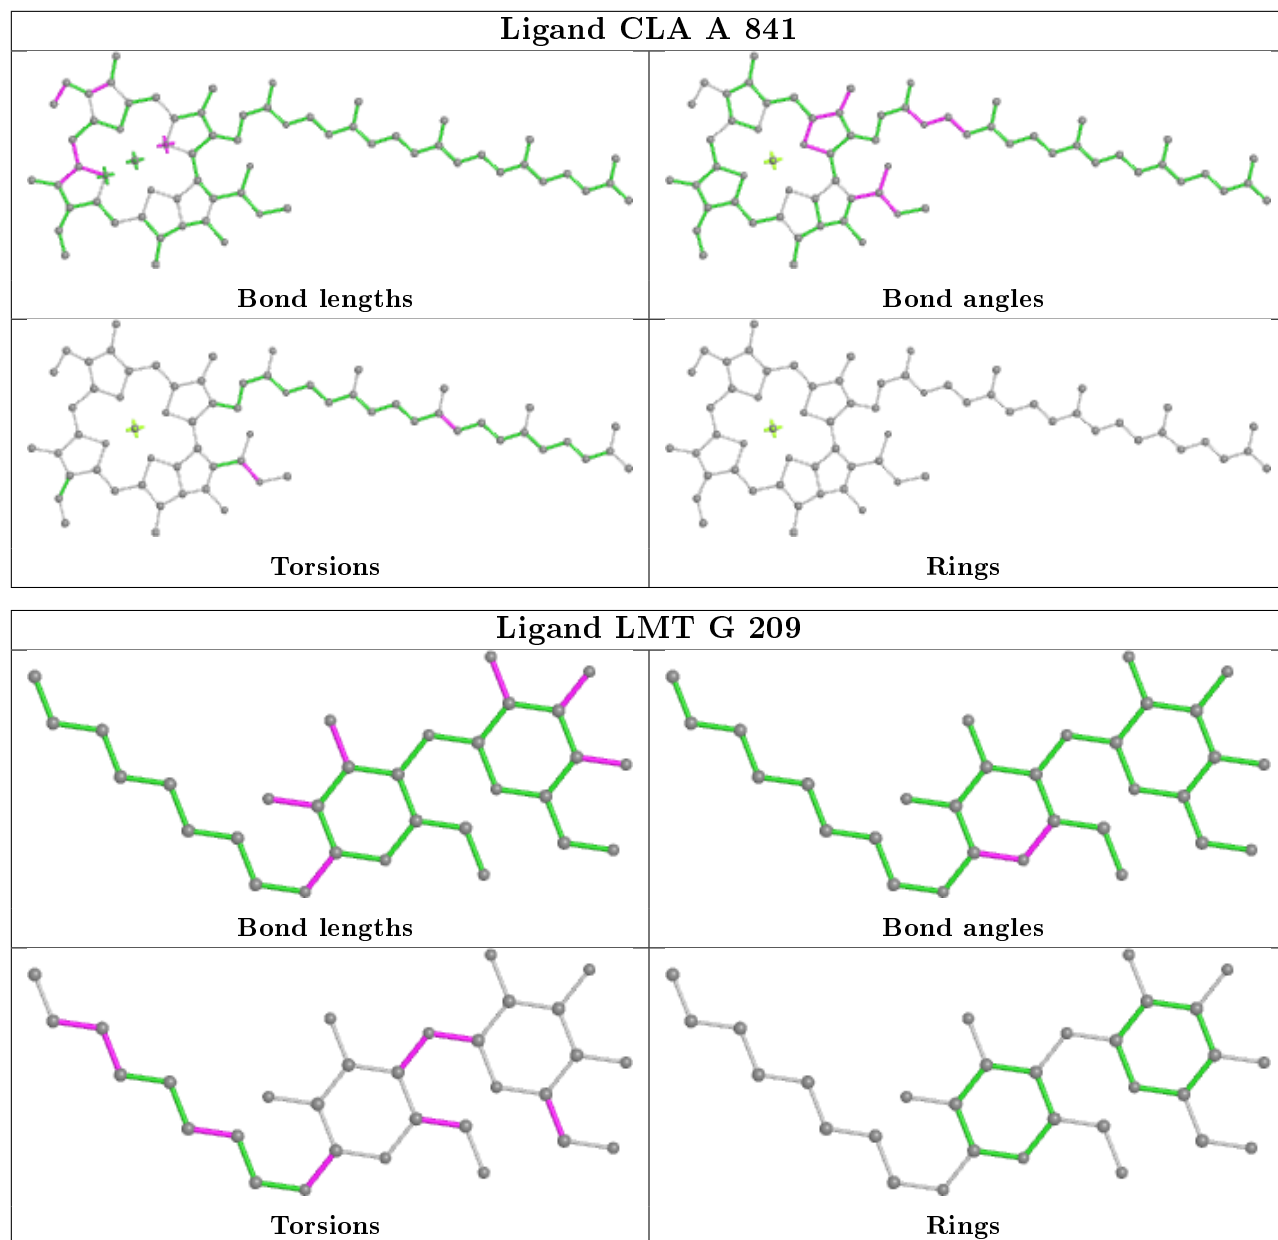 Ligand CLA A 841
Bond lengths
Bond angles
Torsions
Rings
Ligand LMT G 209
Bond lengths
Bond angles
Torsions
Rings